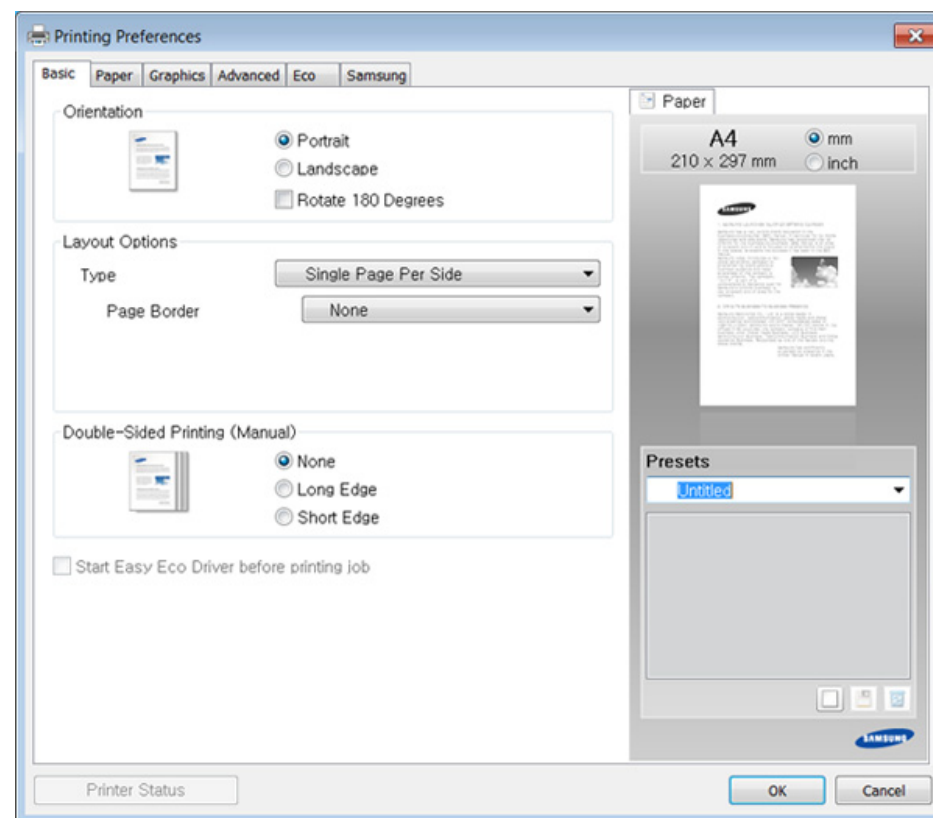 Printing Preferences
Basic Paper Graphics Advanced Eco Samsung
Orientation
Portrait
Landscape
Rotate 180 Degrees
Layout Options
Type Single Page Per Side
Page Border None
Double-Sided Printing (Manual)
None
Long Edge
Short Edge
Start Easy Eco Driver before printing job
Paper
A4 mm
210 x 297 mm inch
SAMSUNG
Presets
Untitled
SAMSUNG
Printer Status OK Cancel